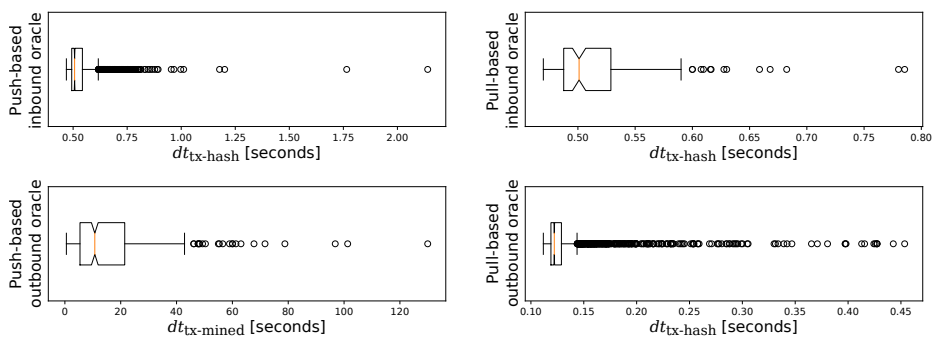 Push-based
inbound oracle
0.50 0.75 1.00 1.25 1.50 1.75 2.00
dt_tx-hash [seconds]
Pull-based
inbound oracle
0.50 0.55 0.60 0.65 0.70 0.75 0.80
dt_tx-hash [seconds]
Push-based
outbound oracle
0 20 40 60 80 100 120
dt_tx-mined [seconds]
Pull-based
outbound oracle
0.10 0.15 0.20 0.25 0.30 0.35 0.40 0.45
dt_tx-hash [seconds]